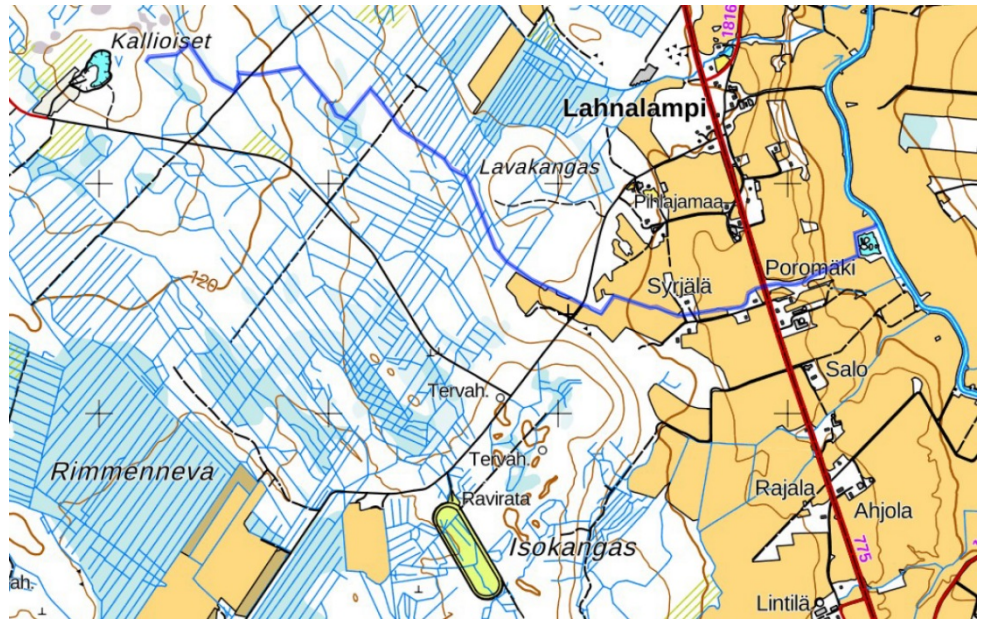 Kallioiset
V
1816
Lahnalampi
Lavakangas
Pihlajamaa
120
Syrjälä
Poromäki
Salo
Tervah.
Tervah.
Rimmenneva
Ravirata
Rajala
Ahjola
Isokangas
775
ah.
Lintilä